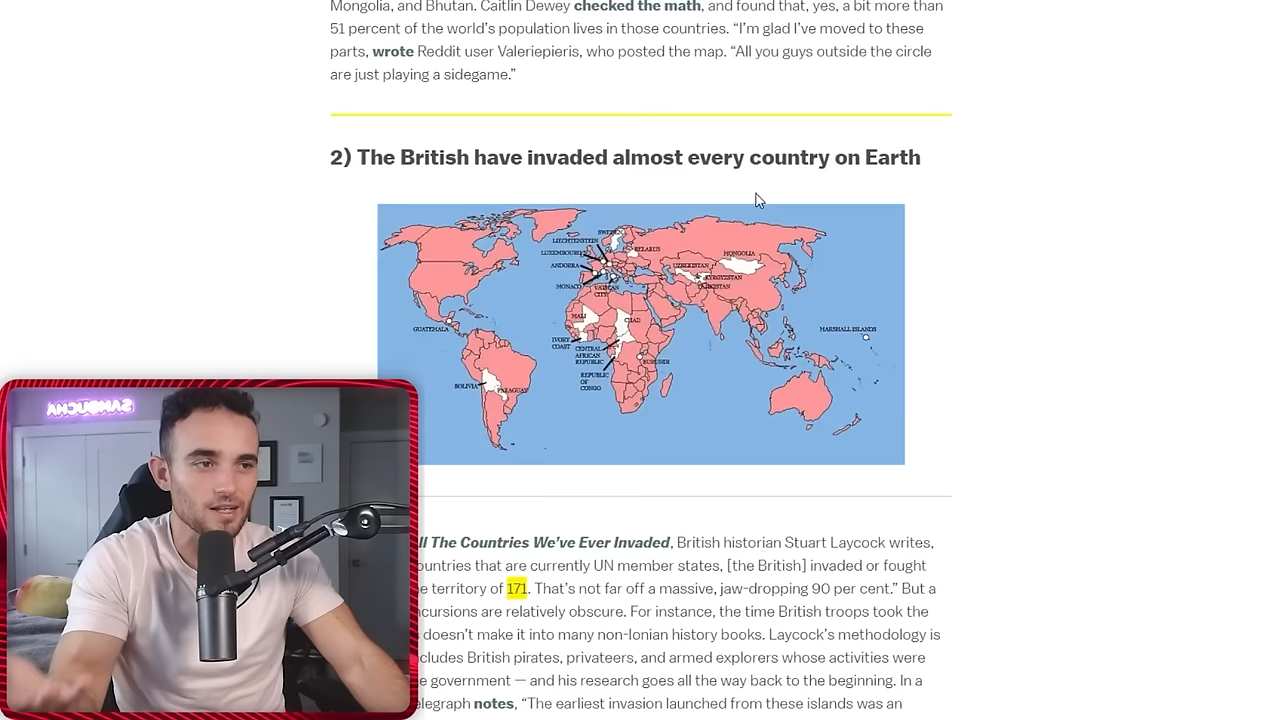 Mongolia, and Bhutan. Caitlin Dewey checked the math, and found that, yes, a bit more than
51 percent of the world's population lives in those countries. “I'm glad I've moved to these
parts, wrote Reddit user Valeriepieris, who posted the map. “All you guys outside the circle
are just playing a sidegame.”
2) The British have invaded almost every country on Earth
SWEDEN
LIECHTENSTEIN
LUXEMBOURG
BELARUS
MONGOLIA
ANDORRA
UZBEKISTAN
KYRGYZSTAN
MONACO
VATICAN
CITY
MALI
CHAD
GUATEMALA
MARSHALL ISLANDS
IVORY
COAST
CENTRAL
AFRICAN
REPUBLIC
BURUNDI
REPUBLIC
OF
CONGO
BOLIVIA
PARAGUAY
SAMBUCHA
ll The Countries We've Ever Invaded, British historian Stuart Laycock writes,
ountries that are currently UN member states, [the British] invaded or fought
e territory of 171. That's not far off a massive, jaw-dropping 90 per cent.” But a
cursions are relatively obscure. For instance, the time British troops took the
doesn't make it into many non-Ionian history books. Laycock's methodology is
cludes British pirates, privateers, and armed explorers whose activities were
e government — and his research goes all the way back to the beginning. In a
elegraph notes, “The earliest invasion launched from these islands was an